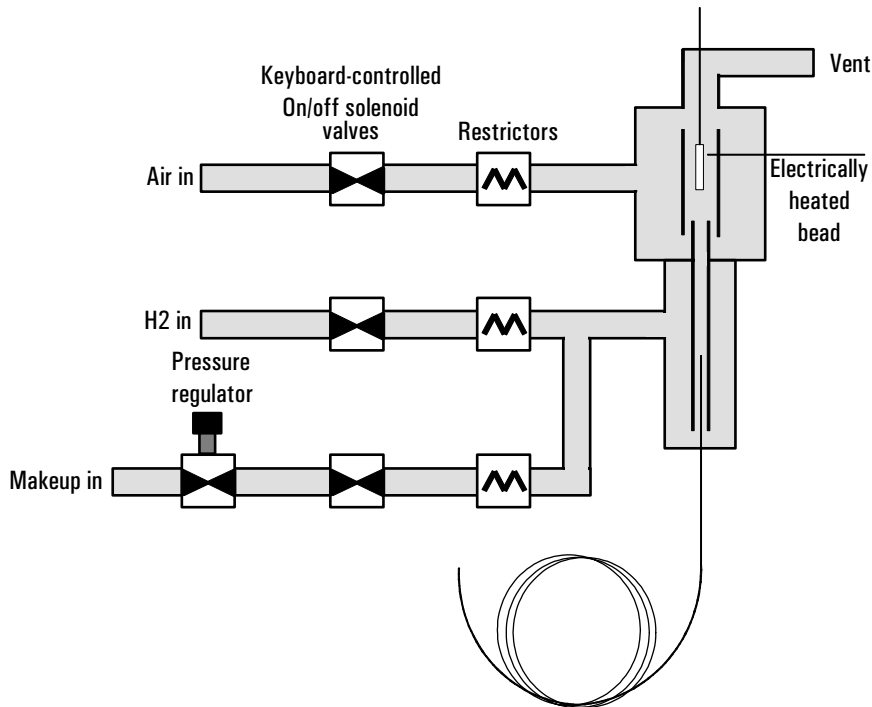 Keyboard-controlled
On/off solenoid
valves
Restrictors
Vent
Air in
Electrically
heated
bead
H2 in
Pressure
regulator
Makeup in